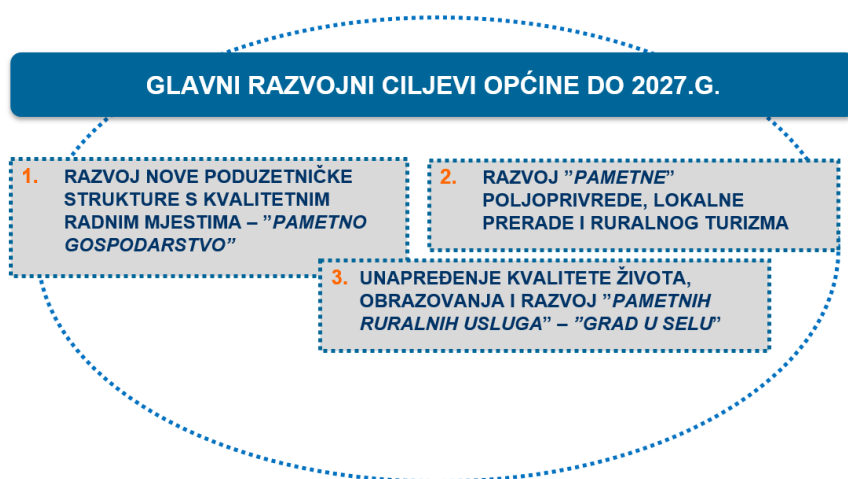 GLAVNI RAZVOJNI CILJEVI OPĆINE DO 2027.G.
1. RAZVOJ NOVE PODUZETNIČKE
STRUKTURE S KVALITETNIM
RADNIM MJESTIMA – ”PAMETNO
GOSPODARSTVO”
2. RAZVOJ ”PAMETNE”
POLJOPRIVREDE, LOKALNE
PRERADE I RURALNOG TURIZMA
3. UNAPREĐENJE KVALITETE ŽIVOTA,
OBRAZOVANJA I RAZVOJ ”PAMETNIH
RURALNIH USLUGA” – ”GRAD U SELU”